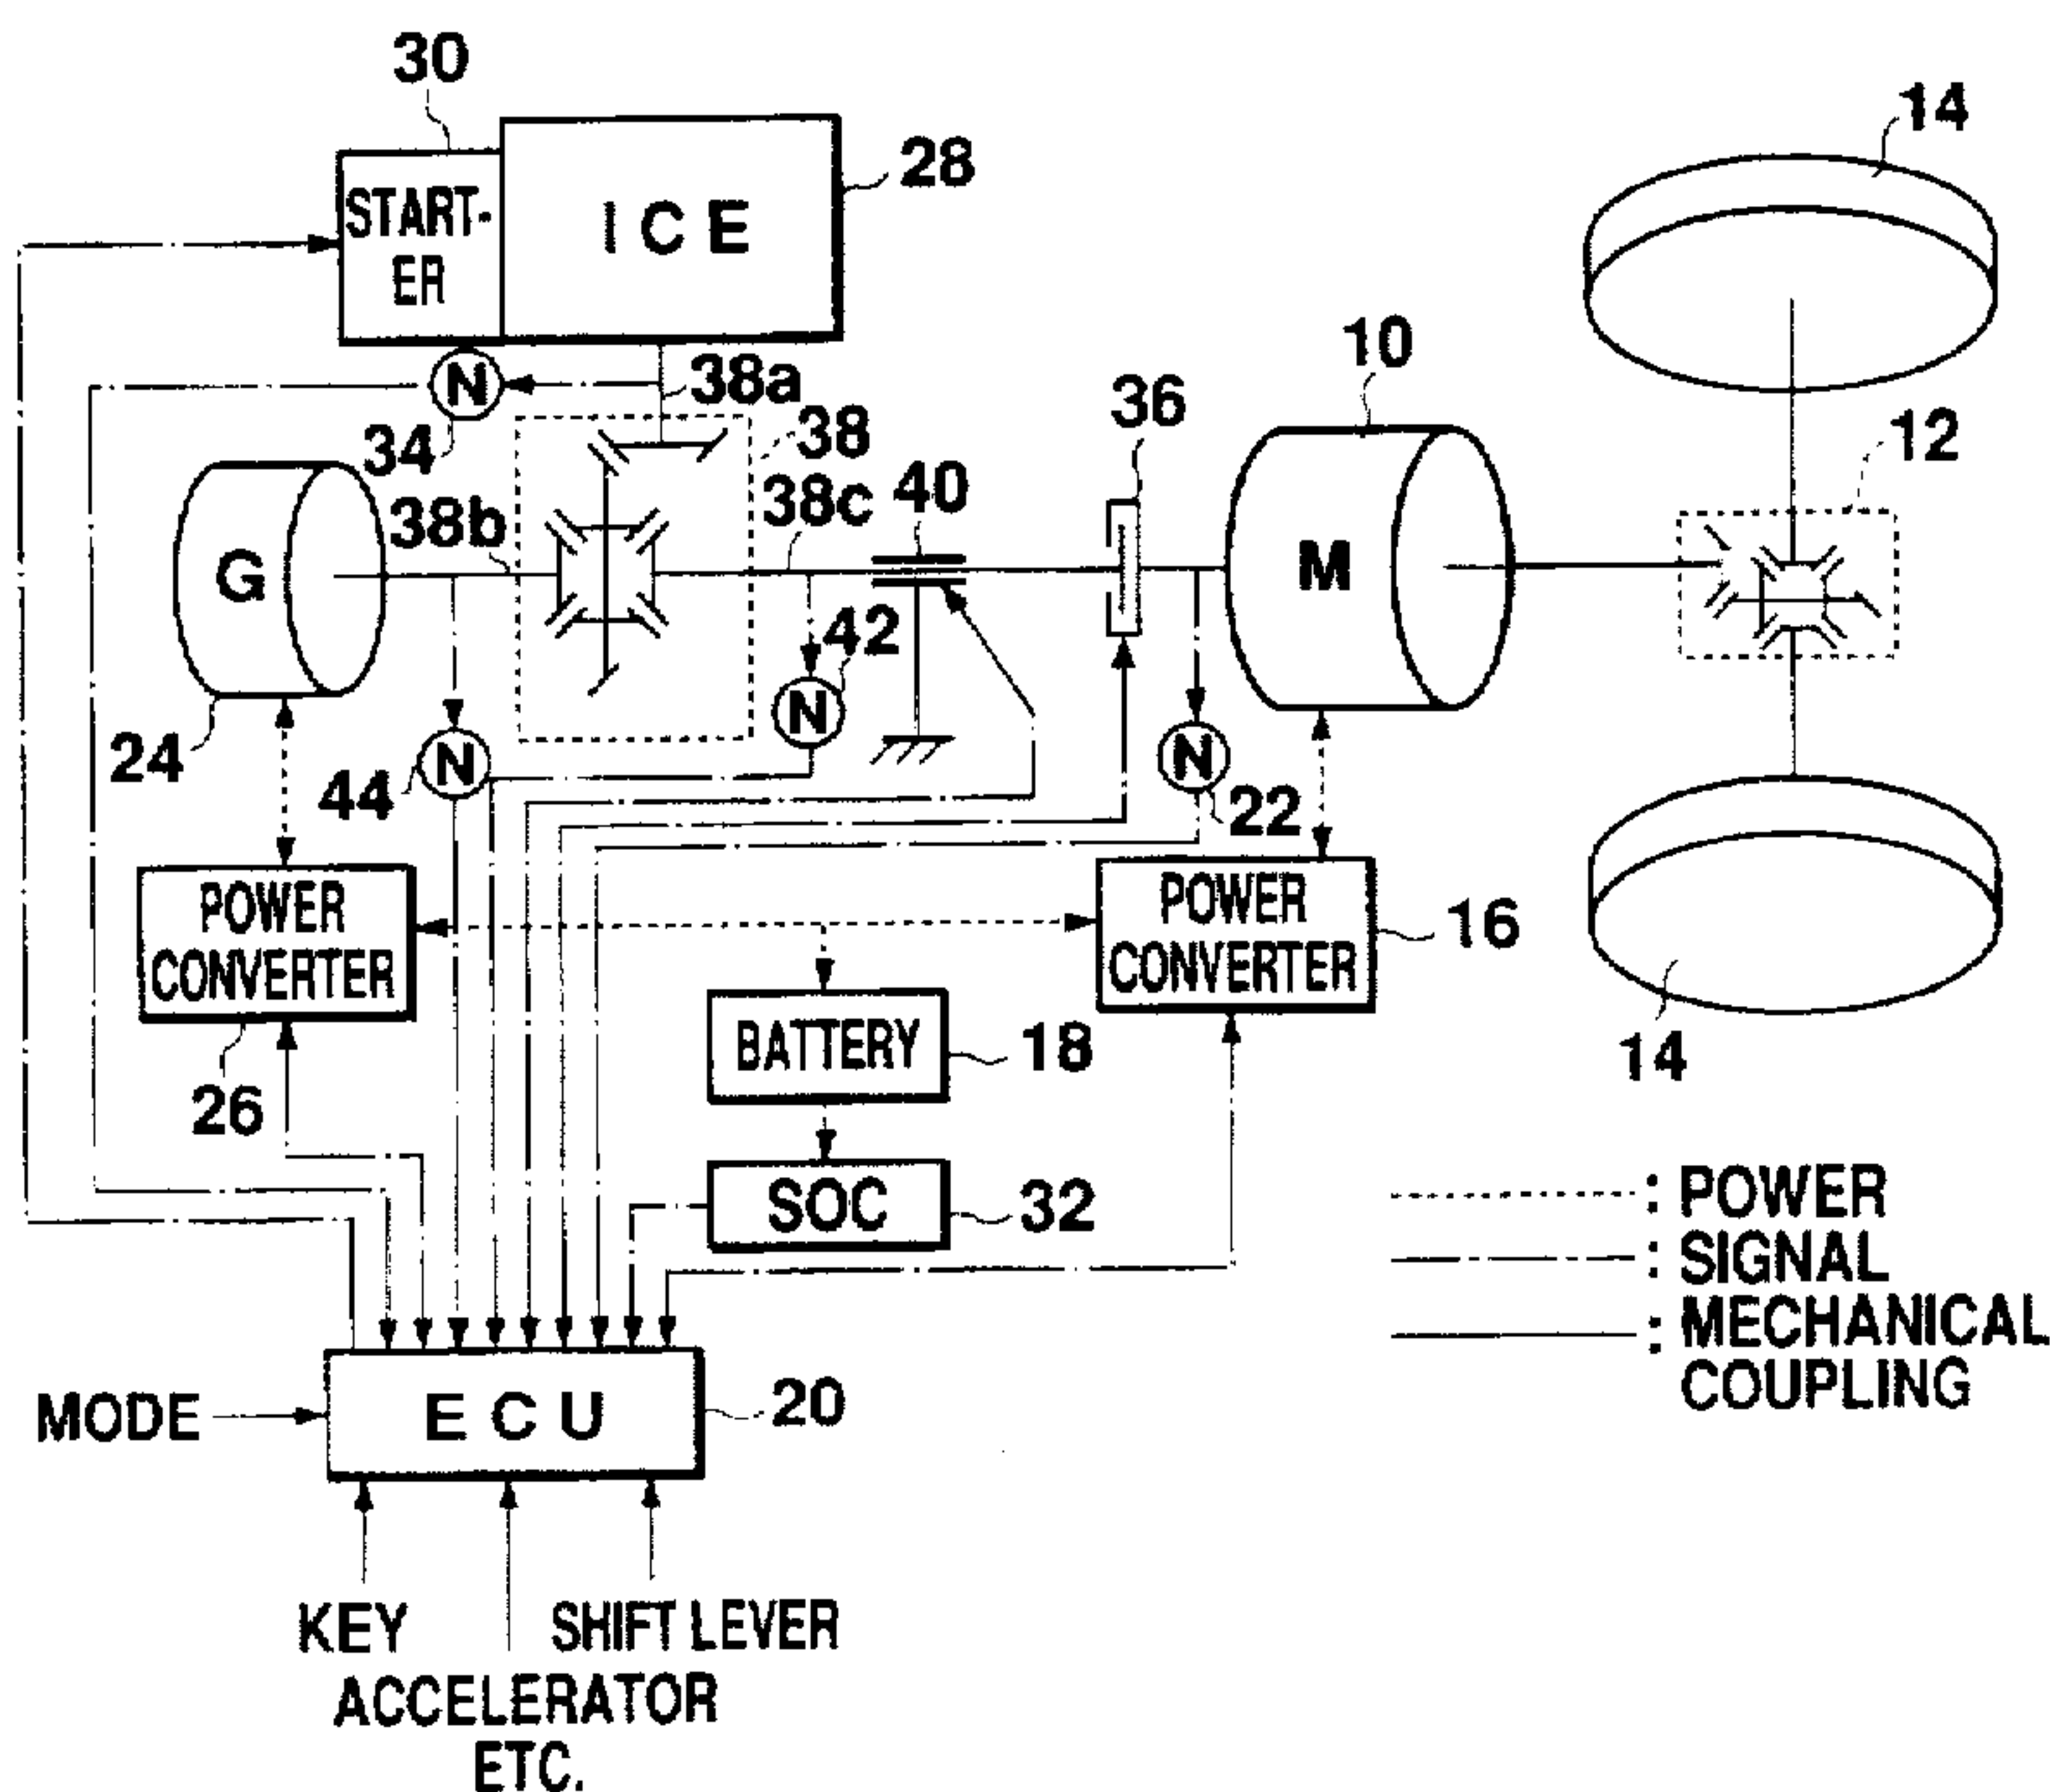 30
14
28
START-
ER
I C E
10
38a
36
N
34
38
12
38c
40
38b
G
M
42
N
24
44
N
N
22
POWER
CONVERTER
POWER
CONVERTER
16
BATTERY
18
14
26
SOC
32
: POWER
: SIGNAL
: MECHANICAL
COUPLING
MODE
E C U
20
KEY
SHIFT LEVER
ACCELERATOR
ETC.